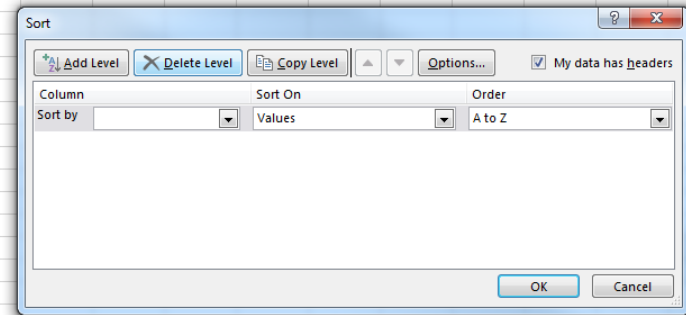 Sort
Add Level Delete Level Copy Level Options... My data has headers
Column Sort On Order
Sort by Values A to Z
OK Cancel